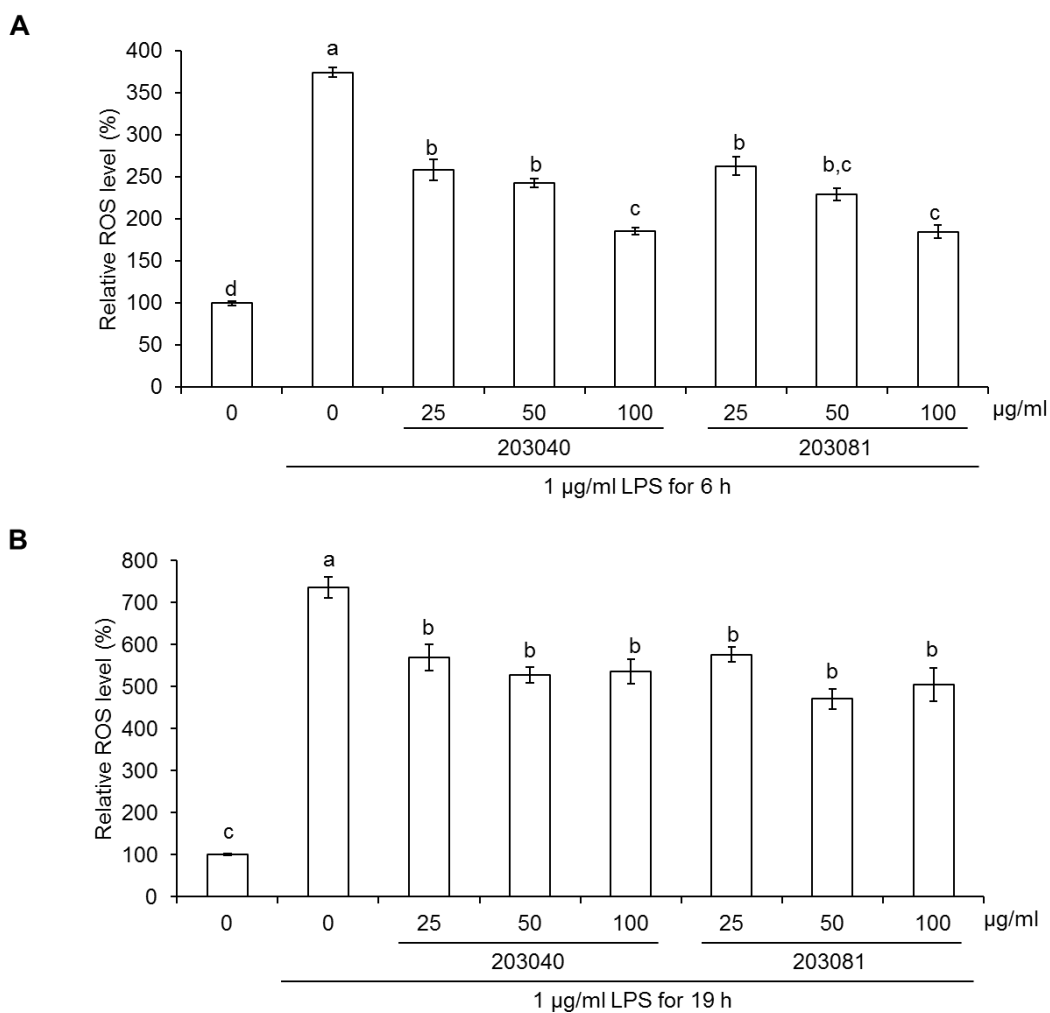 A
Relative ROS level (%)
400
350
300
250
200
150
100
50
0
d
a
b
b
c
b
b,c
c
0 0 25 50 100 25 50 100 µg/ml
203040 203081
1 µg/ml LPS for 6 h
B
Relative ROS level (%)
800
700
600
500
400
300
200
100
0
c
a
b
b
b
b
b
b
0 0 25 50 100 25 50 100 µg/ml
203040 203081
1 µg/ml LPS for 19 h